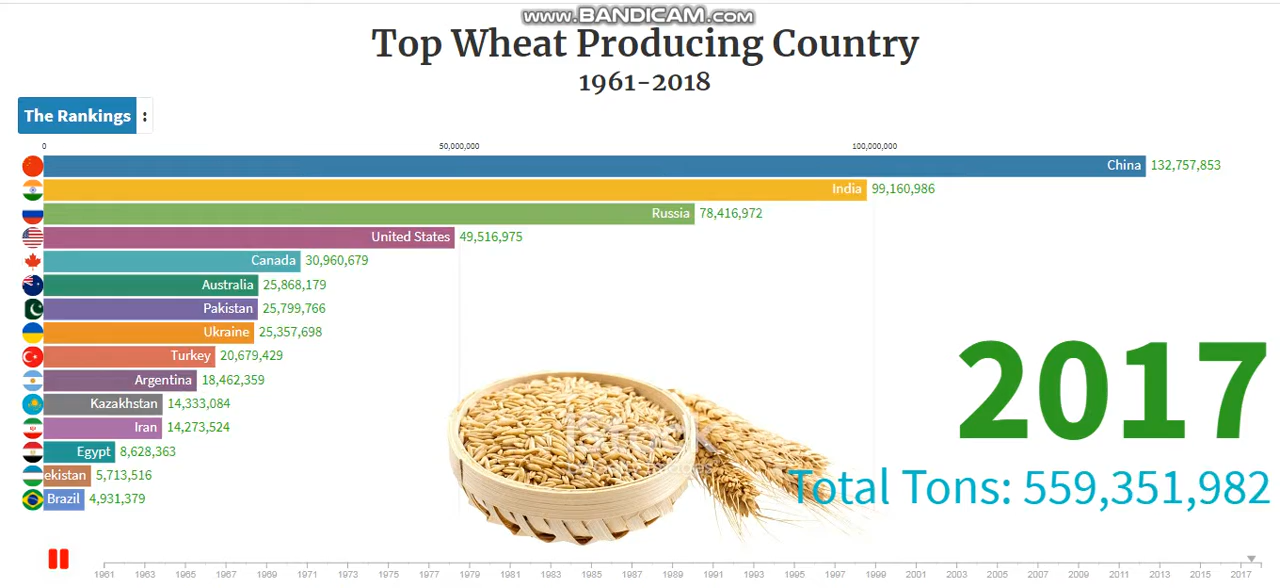 www.BANDICAM.com
Top Wheat Producing Country
1961-2018
The Rankings :
0 50,000,000 100,000,000
China 132,757,853
India 99,160,986
Russia 78,416,972
United States 49,516,975
Canada 30,960,679
Australia 25,868,179
Pakistan 25,799,766
Ukraine 25,357,698
Turkey 20,679,429
Argentina 18,462,359
Kazakhstan 14,333,084
Iran 14,273,524
Egypt 8,628,363
ekistan 5,713,516
Brazil 4,931,379
2017
Total Tons: 559,351,982
iStock
1961 1963 1965 1967 1969 1971 1973 1975 1977 1979 1981 1983 1985 1987 1989 1991 1993 1995 1997 1999 2001 2003 2005 2007 2009 2011 2013 2015 2017